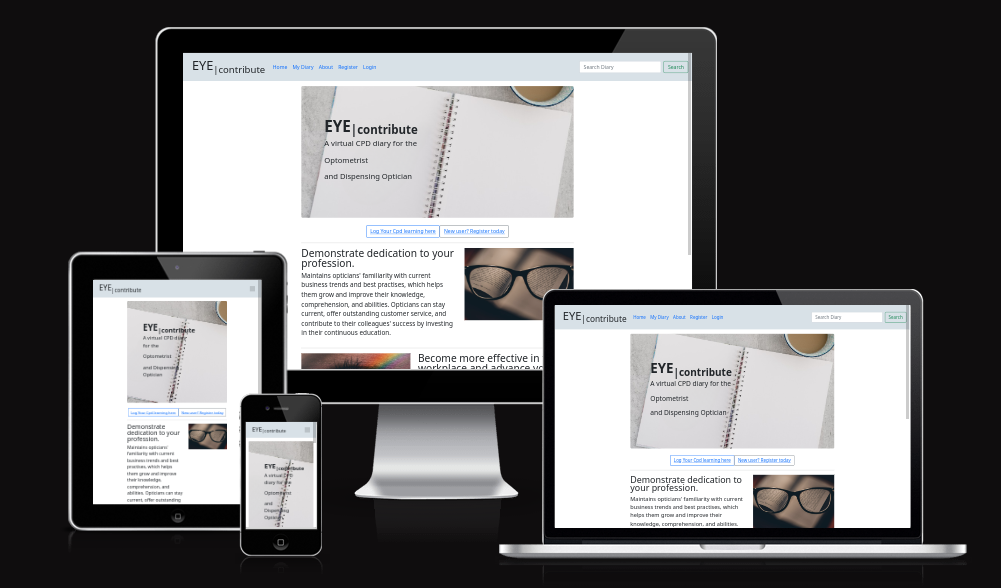 EYE|contribute Home My Diary About Register Login Search Diary Search
EYE|contribute
A virtual CPD diary for the
Optometrist
and Dispensing Optician
Log Your Cpd learning here New user? Register today
Demonstrate dedication to your
profession.
Maintains opticians' familiarity with current
business trends and best practises, which helps
them grow and improve their knowledge,
comprehension, and abilities. Opticians can stay
current, offer outstanding customer service, and
contribute to their colleagues' success by investing
in their continuous education.
Become more effective in
workplace and advance yo
EYE|contribute
EYE|contribute
A virtual CPD diary
for the
Optometrist
and Dispensing
Optician
Log Your Cpd learning here New user? Register today
Demonstrate
dedication to your
profession.
Maintains opticians'
familiarity with current
business trends and best
practises, which helps
them grow and improve
their knowledge,
comprehension, and
abilities. Opticians can stay
current, offer outstanding
EYE|contribute
EYE|contribute
A virtual CPD
diary for the
Optometrist
and
Dispensing
Optician
EYE|contribute Home My Diary About Register Login Search Diary Search
EYE|contribute
A virtual CPD diary for the
Optometrist
and Dispensing Optician
Log Your Cpd learning here New user? Register today
Demonstrate dedication to
your profession.
Maintains opticians' familiarity with current
business trends and best practises, which
helps them grow and improve their
knowledge, comprehension, and abilities.